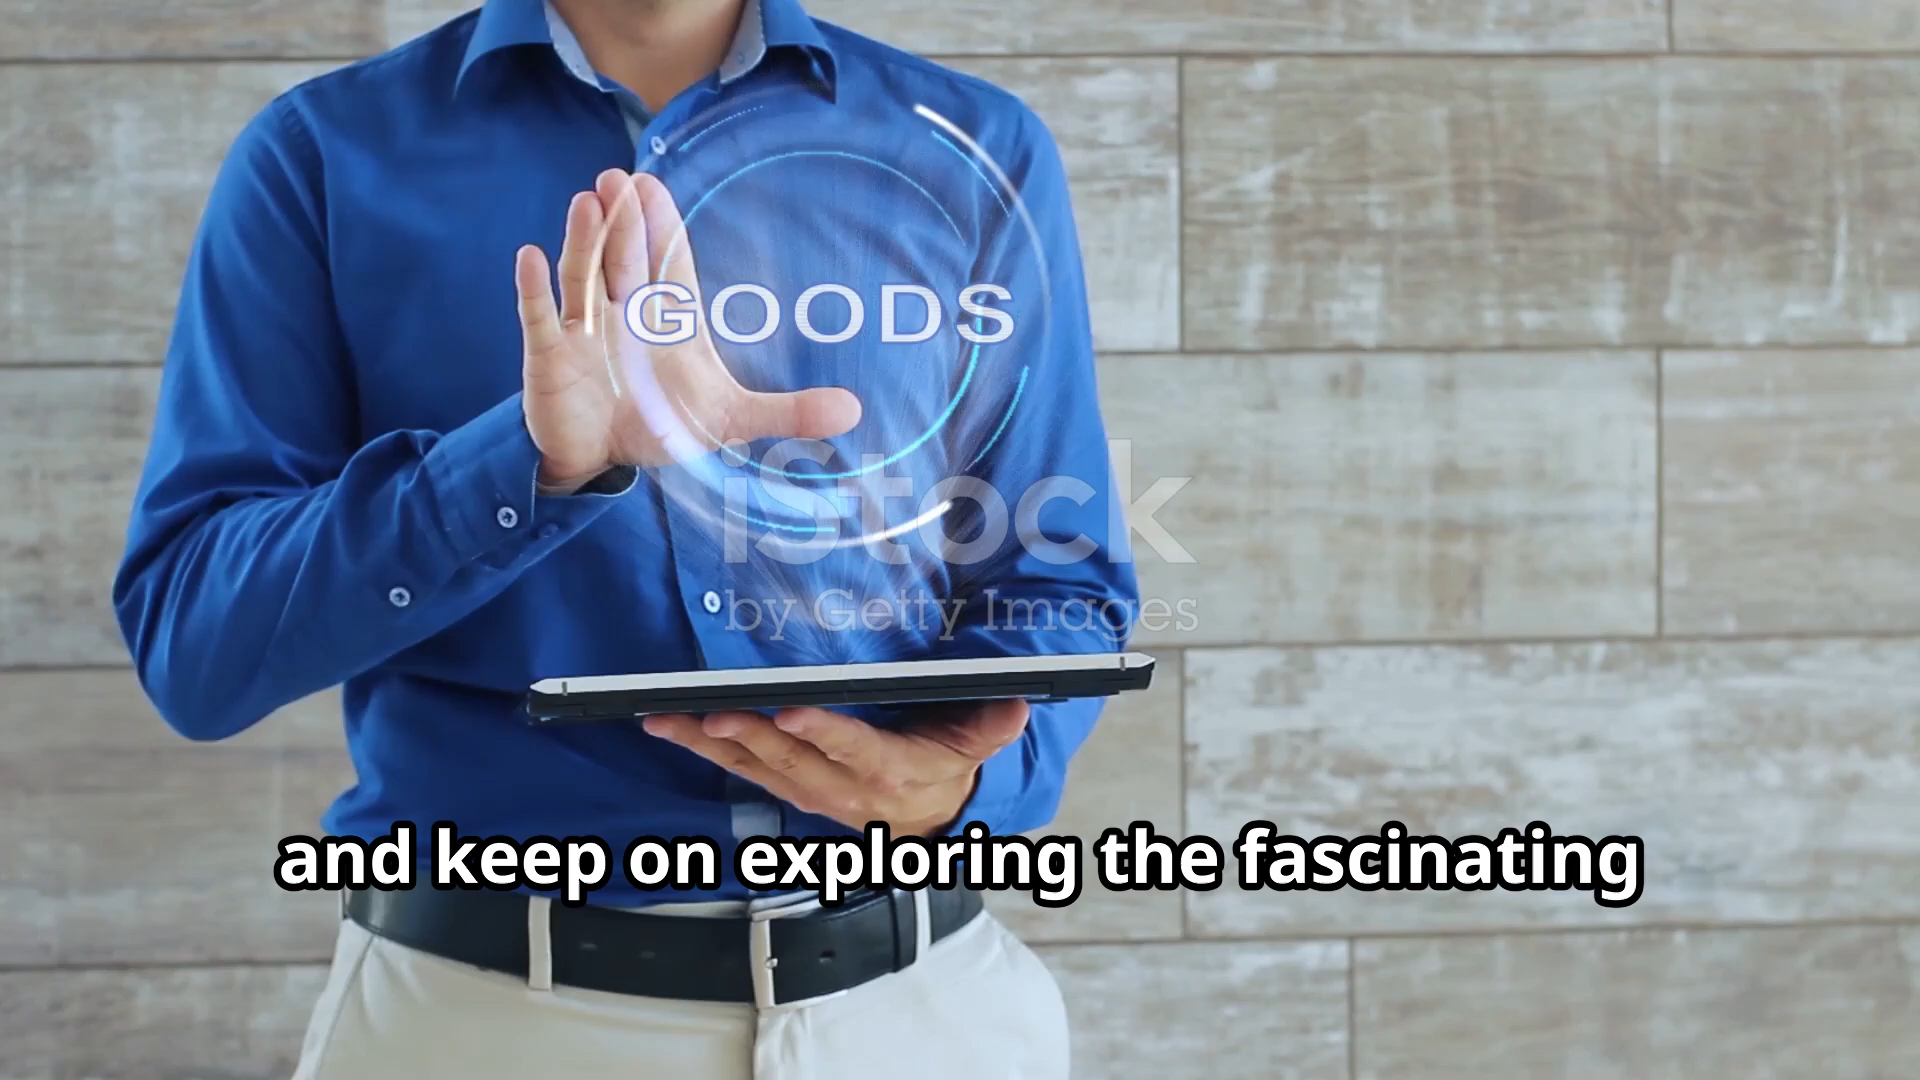 GOODS
iStock
by Getty Images
and keep on exploring the fascinating